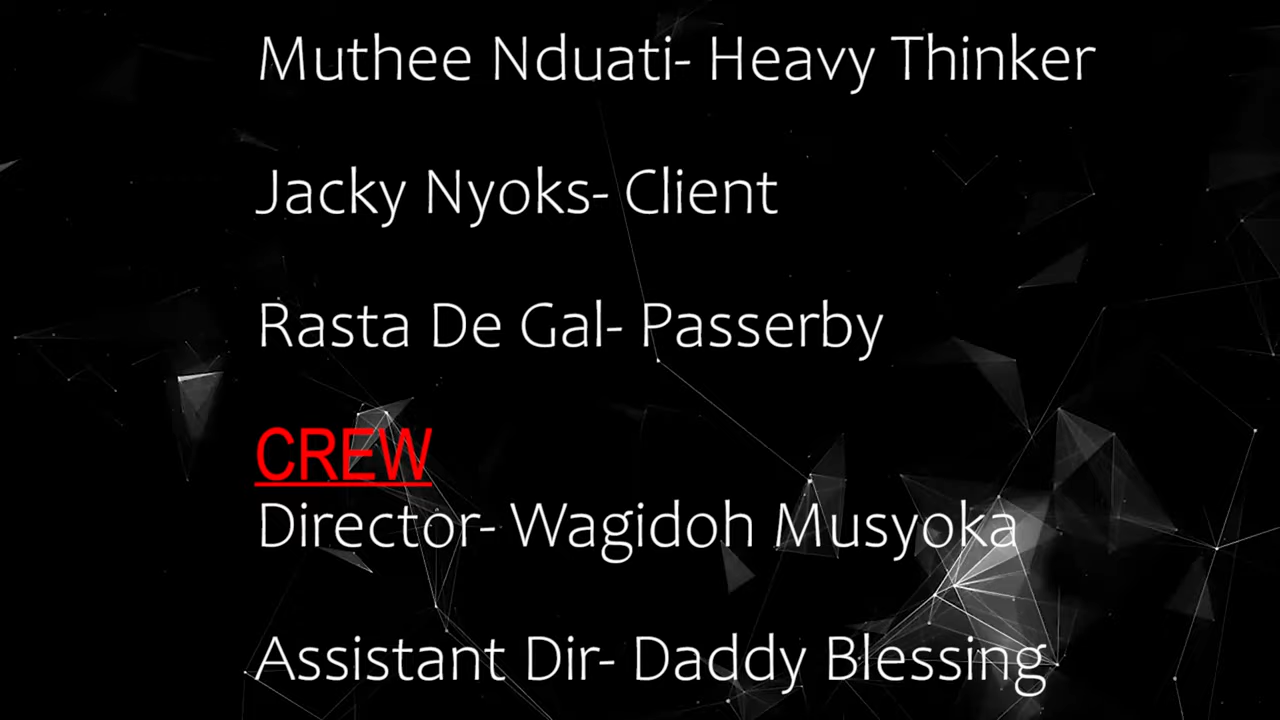 Muthee Nduati- Heavy Thinker
Jacky Nyoks- Client
Rasta De Gal- Passerby
CREW
Director- Wagidoh Musyoka
Assistant Dir- Daddy Blessing